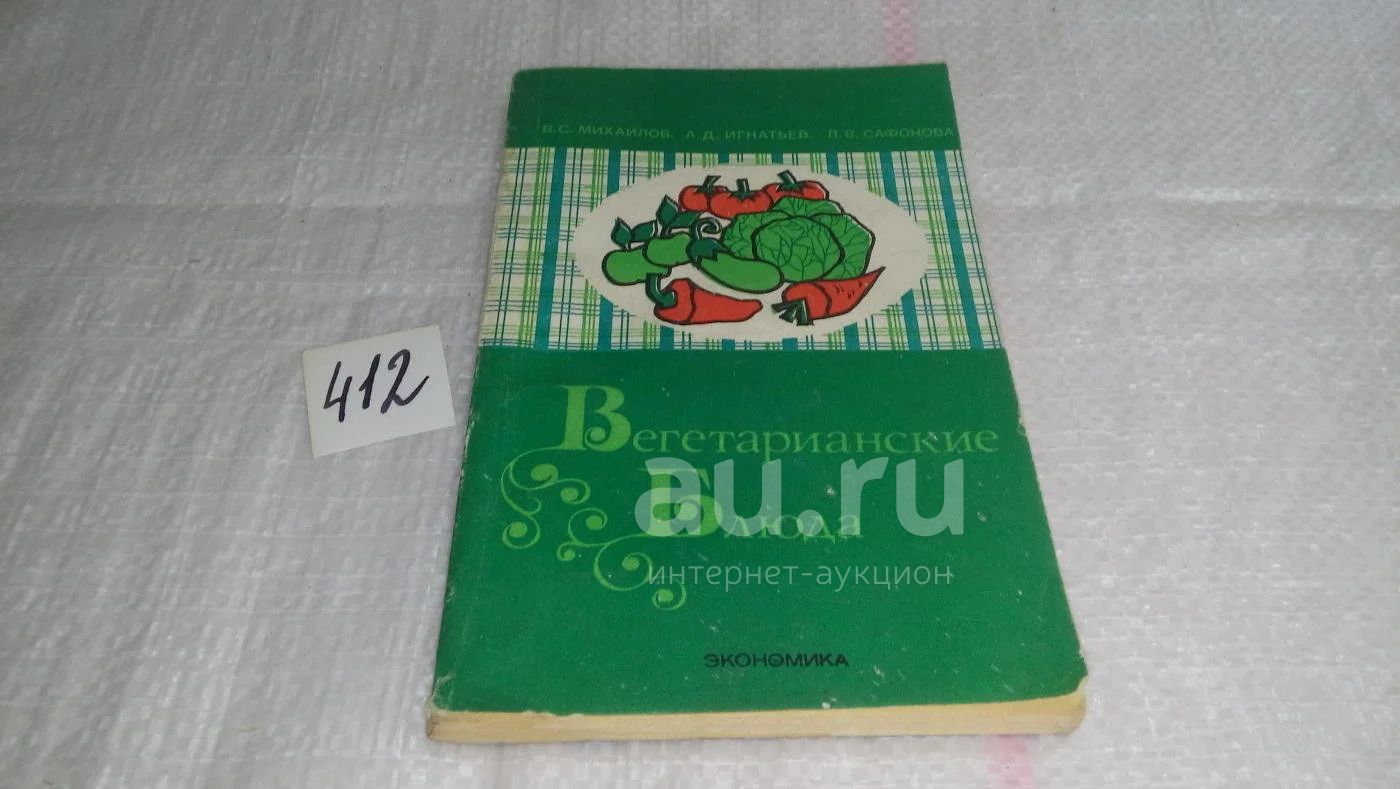 В.С. МИХАЙЛОВ, А.Д. ИГНАТЬЕВ, Л.В. САФОНОВА
412
Вегетарианские
Блюда
au.ru
интернет-аукцион
ЭКОНОМИКА